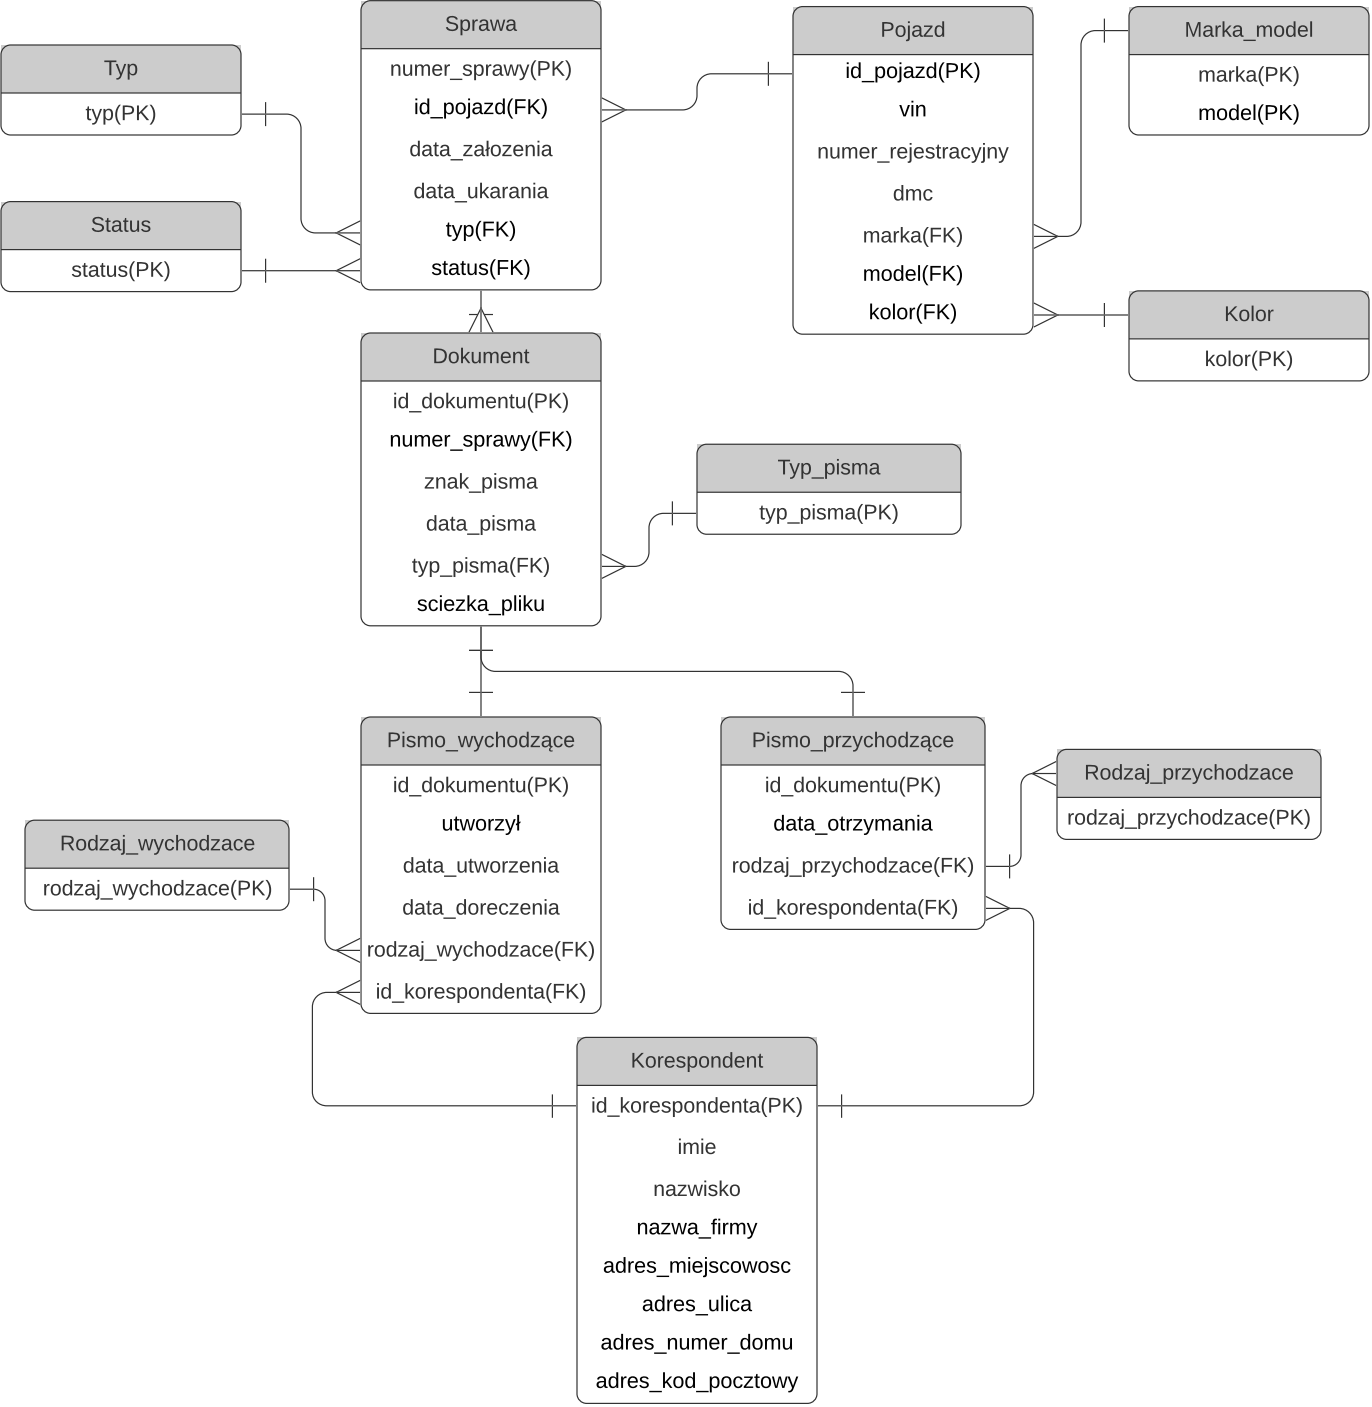 Sprawa
numer_sprawy(PK)
id_pojazd(FK)
data_załozenia
data_ukarania
typ(FK)
status(FK)
Pojazd
id_pojazd(PK)
vin
numer_rejestracyjny
dmc
marka(FK)
model(FK)
kolor(FK)
Marka_model
marka(PK)
model(PK)
Typ
typ(PK)
Status
status(PK)
Kolor
kolor(PK)
Dokument
id_dokumentu(PK)
numer_sprawy(FK)
znak_pisma
data_pisma
typ_pisma(FK)
sciezka_pliku
Typ_pisma
typ_pisma(PK)
Pismo_wychodzące
id_dokumentu(PK)
utworzył
data_utworzenia
data_doreczenia
rodzaj_wychodzace(FK)
id_korespondenta(FK)
Pismo_przychodzące
id_dokumentu(PK)
data_otrzymania
rodzaj_przychodzace(FK)
id_korespondenta(FK)
Rodzaj_przychodzace
rodzaj_przychodzace(PK)
Rodzaj_wychodzace
rodzaj_wychodzace(PK)
Korespondent
id_korespondenta(PK)
imie
nazwisko
nazwa_firmy
adres_miejscowosc
adres_ulica
adres_numer_domu
adres_kod_pocztowy